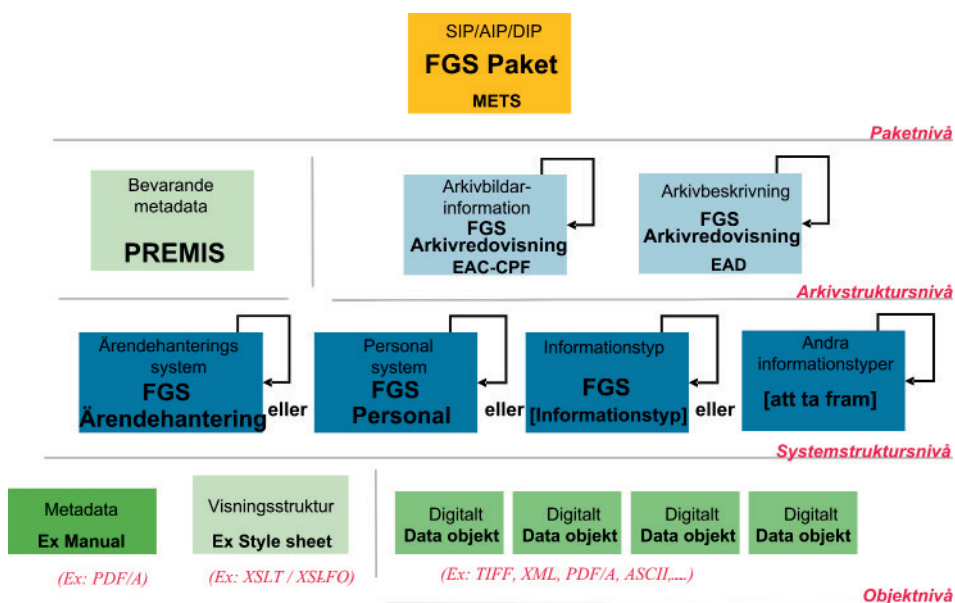 SIP/AIP/DIP
FGS Paket
METS
Paketnivå
Bevarande
metadata
PREMIS
Arkivbildar-
information
FGS
Arkivredovisning
EAC-CPF
Arkivbeskrivning
FGS
Arkivredovisning
EAD
Arkivstruktursnivå
Ärendehanterings
system
FGS
Ärendehantering
eller
Personal
system
FGS
Personal
eller
Informationstyp
FGS
[Informationstyp]
eller
Andra
informationstyper
[att ta fram]
Systemstruktursnivå
Metadata
Ex Manual
(Ex: PDF/A)
Visningsstruktur
Ex Style sheet
(Ex: XSLT / XSLFO)
Digitalt
Data objekt
Digitalt
Data objekt
Digitalt
Data objekt
Digitalt
Data objekt
(Ex: TIFF, XML, PDF/A, ASCII,.....)
Objektnivå